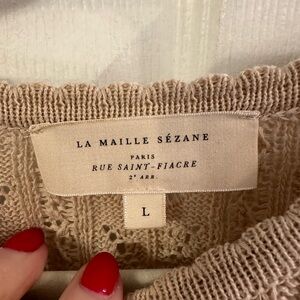 LA MAILLE SÉZANE
PARIS
RUE SAINT-FIACRE
2ᵉ ARR.
L